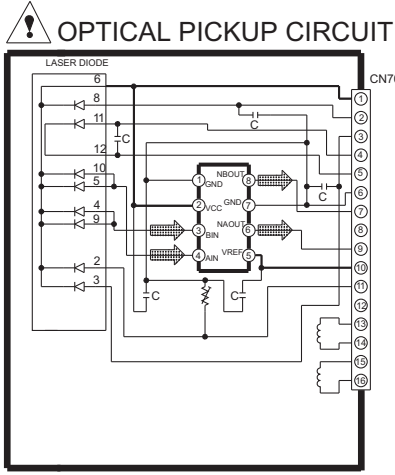 OPTICAL PICKUP CIRCUIT
LASER DIODE
CN70
6
8
11
12
10
5
4
9
2
3
C
C
C
C
C
1 GND
2 VCC
3 BIN
4 AIN
NBOUT 8
GND 7
NAOUT 6
VREF 5
1
2
3
4
5
6
7
8
9
10
11
12
13
14
15
16